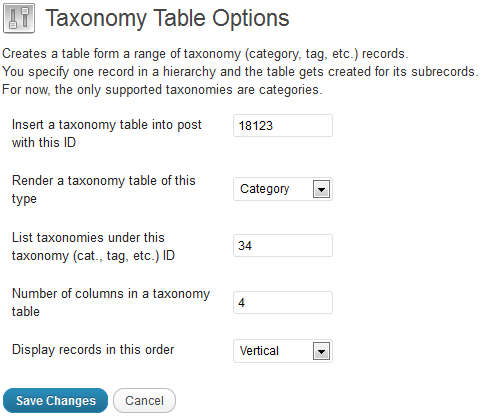 Taxonomy Table Options
Creates a table form a range of taxonomy (category, tag, etc.) records.
You specify one record in a hierarchy and the table gets created for its subrecords.
For now, the only supported taxonomies are categories.
Insert a taxonomy table into post
with this ID
18123
Render a taxonomy table of this
type
Category
List taxonomies under this
taxonomy (cat., tag, etc.) ID
34
Number of columns in a taxonomy
table
4
Display records in this order
Vertical
Save Changes
Cancel